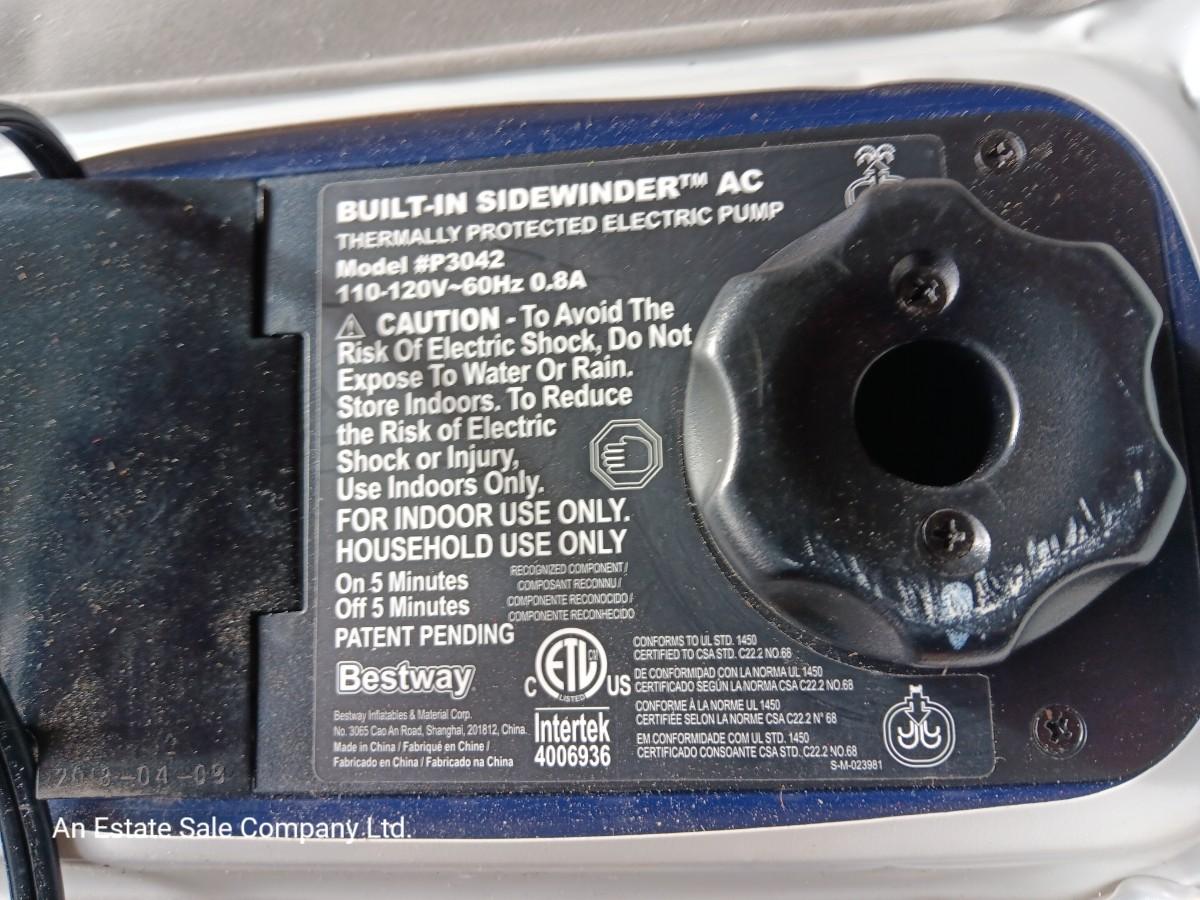 BUILT-IN SIDEWINDER™ AC
THERMALLY PROTECTED ELECTRIC PUMP
Model #P3042
110-120V~60Hz 0.8A
CAUTION - To Avoid The
Risk Of Electric Shock, Do Not
Expose To Water Or Rain.
Store Indoors. To Reduce
the Risk of Electric
Shock or Injury,
Use Indoors Only.
FOR INDOOR USE ONLY.
HOUSEHOLD USE ONLY
On 5 Minutes
Off 5 Minutes
PATENT PENDING
RECOGNIZED COMPONENT /
COMPOSANT RECONNU /
COMPONENTE RECONOCIDO /
COMPONENTE RECONHECIDO
Bestway
Bestway Inflatables & Material Corp.
No. 3065 Cao An Road, Shanghai, 201812, China.
Made in China / Fabriqué en Chine /
Fabricado en China / Fabricado na China
C ETL CM US
LISTED
Intertek
4006936
CONFORMS TO UL STD. 1450
CERTIFIED TO CSA STD. C22.2 NO.68
DE CONFORMIDAD CON LA NORMA UL 1450
CERTIFICADO SEGÚN LA NORMA CSA C22.2 NO.68
CONFORME À LA NORME UL 1450
CERTIFIÉE SELON LA NORME CSA C22.2 N° 68
EM CONFORMIDADE COM UL STD. 1450
CERTIFICADO CONSOANTE CSA STD. C22.2 NO.68
S-M-023981
An Estate Sale Company Ltd.